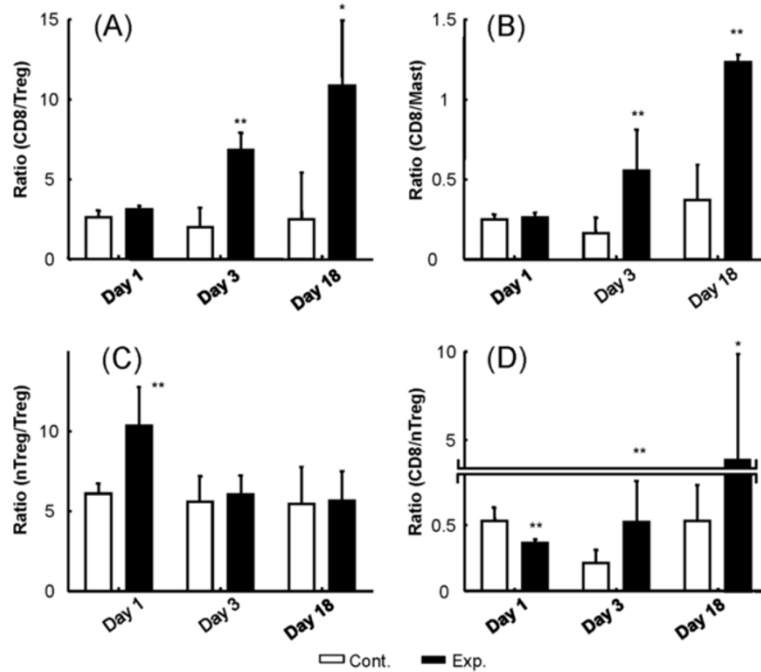 (A)
Ratio (CD8/Treg)
15
10
5
0
*
**
Day 1
Day 3
Day 18
(B)
Ratio (CD8/Mast)
1.5
1
0.5
0
**
**
Day 1
Day 3
Day 18
(C)
Ratio (nTreg/Treg)
10
5
0
**
Day 1
Day 3
Day 18
(D)
Ratio (CD8/nTreg)
10
5
0.5
0
*
**
**
Day 1
Day 3
Day 18
Cont. Exp.